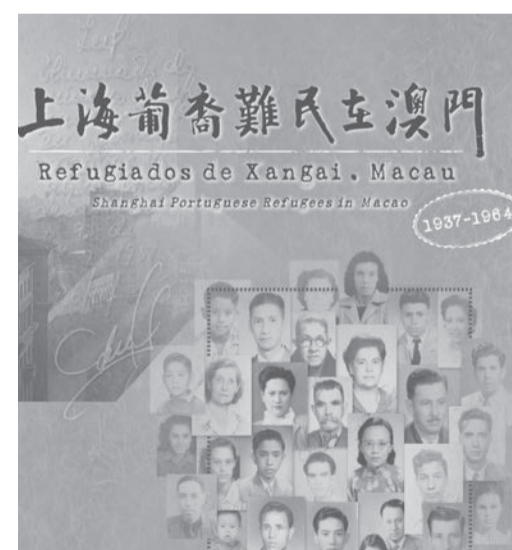 上海葡裔難民在澳門
Refugiados de Xangai . Macau
Shanghai Portuguese Refugees in Macao
1937-1964